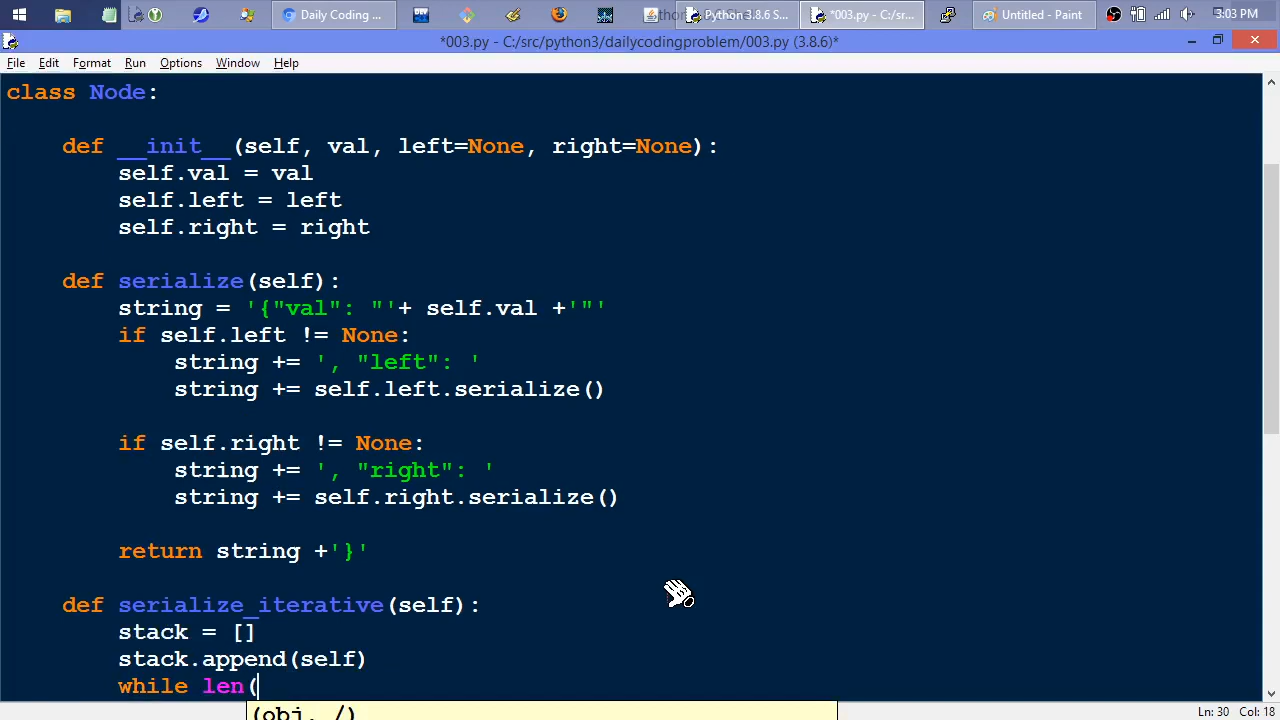 Daily Coding ...
Python 3.8.6 S...
*003.py - C:/sr...
Untitled - Paint
3:03 PM
*003.py - C:/src/python3/dailycodingproblem/003.py (3.8.6)*
File Edit Format Run Options Window Help
class Node:
def __init__(self, val, left=None, right=None):
self.val = val
self.left = left
self.right = right
def serialize(self):
string = '{"val": "'+ self.val +'"'
if self.left != None:
string += ', "left": '
string += self.left.serialize()
if self.right != None:
string += ', "right": '
string += self.right.serialize()
return string +'}'
def serialize_iterative(self):
stack = []
stack.append(self)
while len(
(obj, /)
Ln: 30 Col: 18